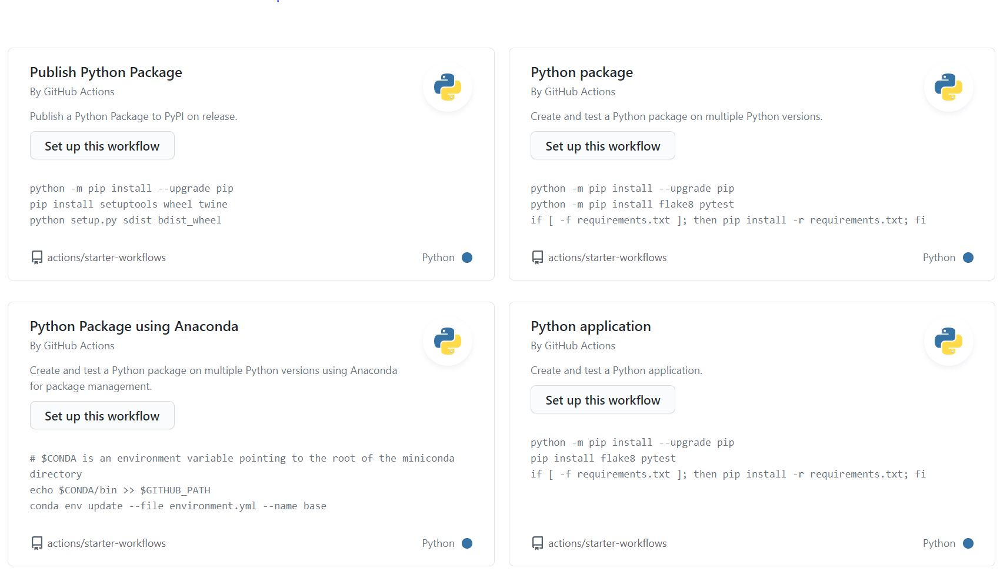 Publish Python Package
By GitHub Actions
Publish a Python Package to PyPI on release.
Set up this workflow
python -m pip install --upgrade pip
pip install setuptools wheel twine
python setup.py sdist bdist_wheel
actions/starter-workflows
Python
Python package
By GitHub Actions
Create and test a Python package on multiple Python versions.
Set up this workflow
python -m pip install --upgrade pip
python -m pip install flake8 pytest
if [ -f requirements.txt ]; then pip install -r requirements.txt; fi
actions/starter-workflows
Python
Python Package using Anaconda
By GitHub Actions
Create and test a Python package on multiple Python versions using Anaconda
for package management.
Set up this workflow
# $CONDA is an environment variable pointing to the root of the miniconda
directory
echo $CONDA/bin >> $GITHUB_PATH
conda env update --file environment.yml --name base
actions/starter-workflows
Python
Python application
By GitHub Actions
Create and test a Python application.
Set up this workflow
python -m pip install --upgrade pip
pip install flake8 pytest
if [ -f requirements.txt ]; then pip install -r requirements.txt; fi
actions/starter-workflows
Python